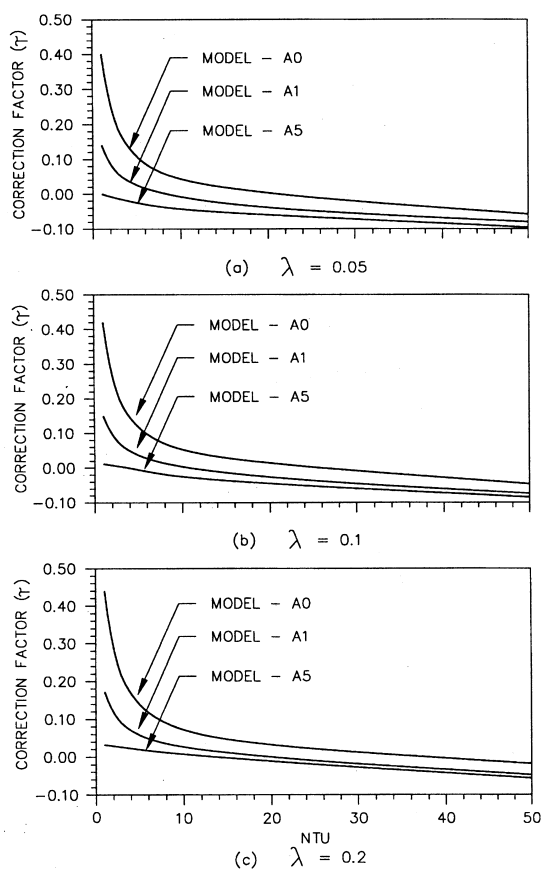 0.50
0.40
0.30
0.20
0.10
0.00
−0.10
CORRECTION FACTOR (τ)
MODEL − A0
MODEL − A1
MODEL − A5
(a) λ = 0.05
0.50
0.40
0.30
0.20
0.10
0.00
−0.10
CORRECTION FACTOR (τ)
MODEL − A0
MODEL − A1
MODEL − A5
(b) λ = 0.1
0.50
0.40
0.30
0.20
0.10
0.00
−0.10
CORRECTION FACTOR (τ)
MODEL − A0
MODEL − A1
MODEL − A5
0 10 20 30 40 50
NTU
(c) λ = 0.2